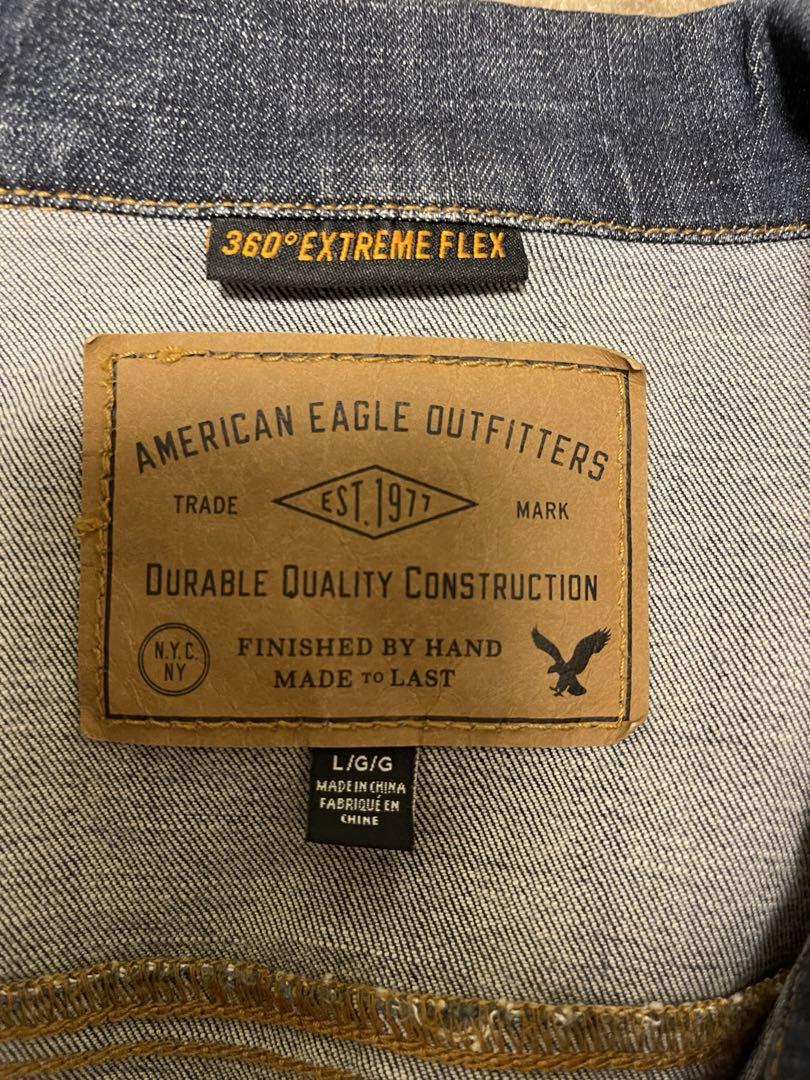 360° EXTREME FLEX
AMERICAN EAGLE OUTFITTERS
TRADE EST. 1977 MARK
DURABLE QUALITY CONSTRUCTION
N.Y.C.
NY
FINISHED BY HAND
MADE TO LAST
L/G/G
MADE IN CHINA
FABRIQUÉ EN
CHINE